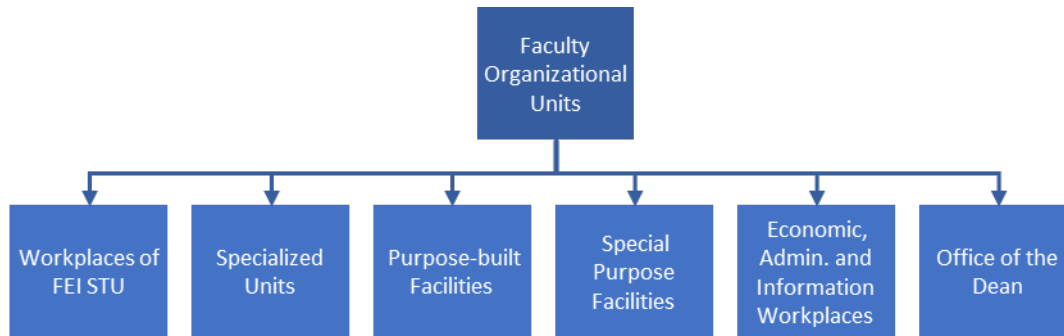 Faculty
Organizational
Units
Workplaces of
FEI STU
Specialized
Units
Purpose-built
Facilities
Special
Purpose
Facilities
Economic,
Admin. and
Information
Workplaces
Office of the
Dean